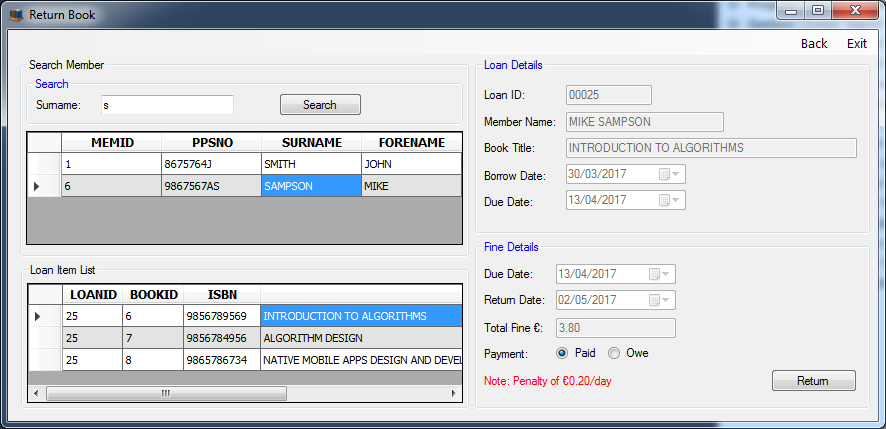 Return Book
Back Exit
Search Member
Search
Surname: s Search
MEMID PPSNO SURNAME FORENAME
1 8675764J SMITH JOHN
6 9867567AS SAMPSON MIKE
Loan Item List
LOANID BOOKID ISBN
25 6 9856789569 INTRODUCTION TO ALGORITHMS
25 7 9856784956 ALGORITHM DESIGN
25 8 9865786734 NATIVE MOBILE APPS DESIGN AND DEVEL
Loan Details
Loan ID: 00025
Member Name: MIKE SAMPSON
Book Title: INTRODUCTION TO ALGORITHMS
Borrow Date: 30/03/2017
Due Date: 13/04/2017
Fine Details
Due Date: 13/04/2017
Return Date: 02/05/2017
Total Fine €: 3.80
Payment: Paid Owe
Note: Penalty of €0.20/day
Return